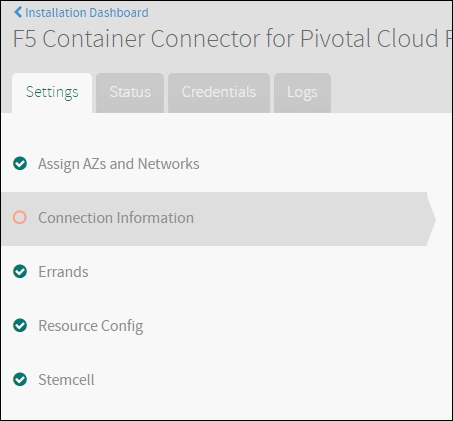 Installation Dashboard
F5 Container Connector for Pivotal Cloud F
Settings Status Credentials Logs
Assign AZs and Networks
Connection Information
Errands
Resource Config
Stemcell